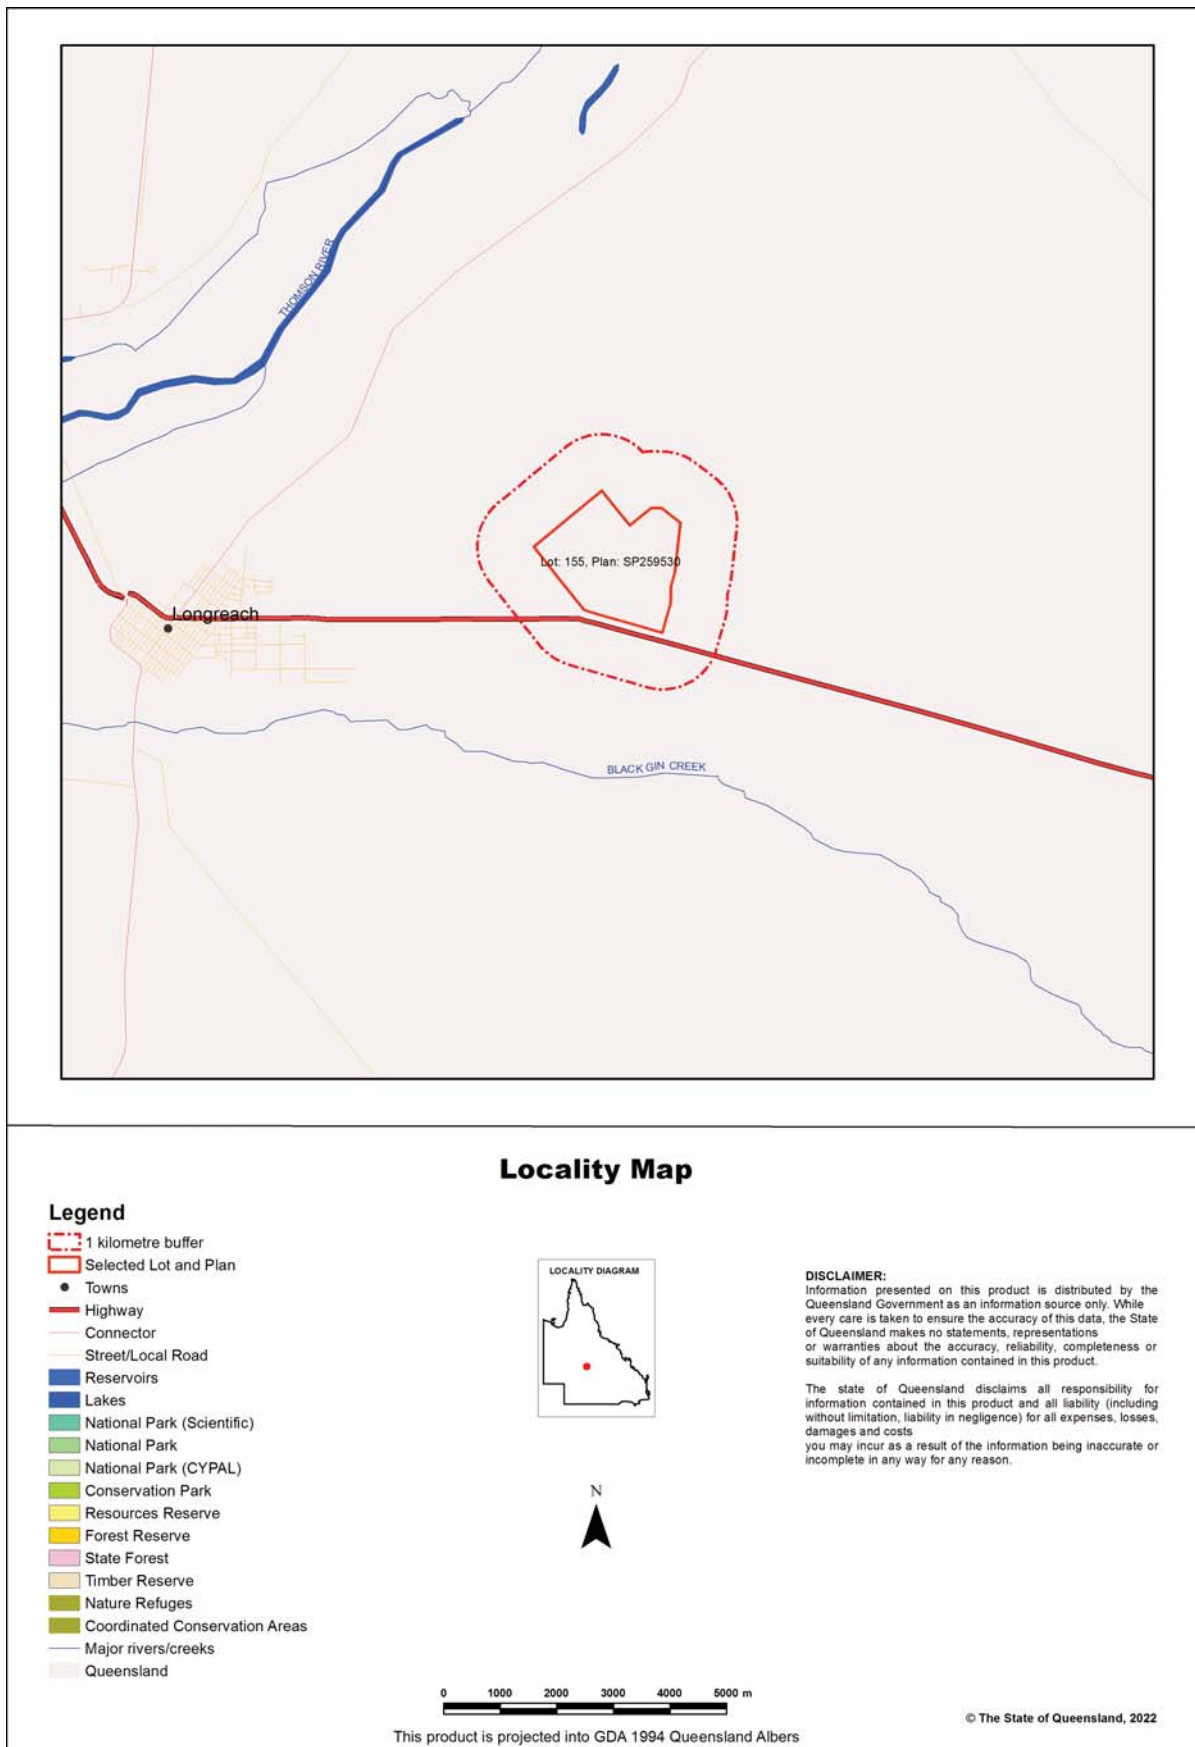 THOMSON RIVER
Lot: 155, Plan: SP259530
Longreach
BLACK GIN CREEK
Locality Map
Legend
1 kilometre buffer
Selected Lot and Plan
Towns
Highway
Connector
Street/Local Road
Reservoirs
Lakes
National Park (Scientific)
National Park
National Park (CYPAL)
Conservation Park
Resources Reserve
Forest Reserve
State Forest
Timber Reserve
Nature Refuges
Coordinated Conservation Areas
Major rivers/creeks
Queensland
LOCALITY DIAGRAM
N
DISCLAIMER:
Information presented on this product is distributed by the
Queensland Government as an information source only. While
every care is taken to ensure the accuracy of this data, the State
of Queensland makes no statements, representations
or warranties about the accuracy, reliability, completeness or
suitability of any information contained in this product.
The state of Queensland disclaims all responsibility for
information contained in this product and all liability (including
without limitation, liability in negligence) for all expenses, losses,
damages and costs
you may incur as a result of the information being inaccurate or
incomplete in any way for any reason.
0 1000 2000 3000 4000 5000 m
This product is projected into GDA 1994 Queensland Albers
© The State of Queensland, 2022